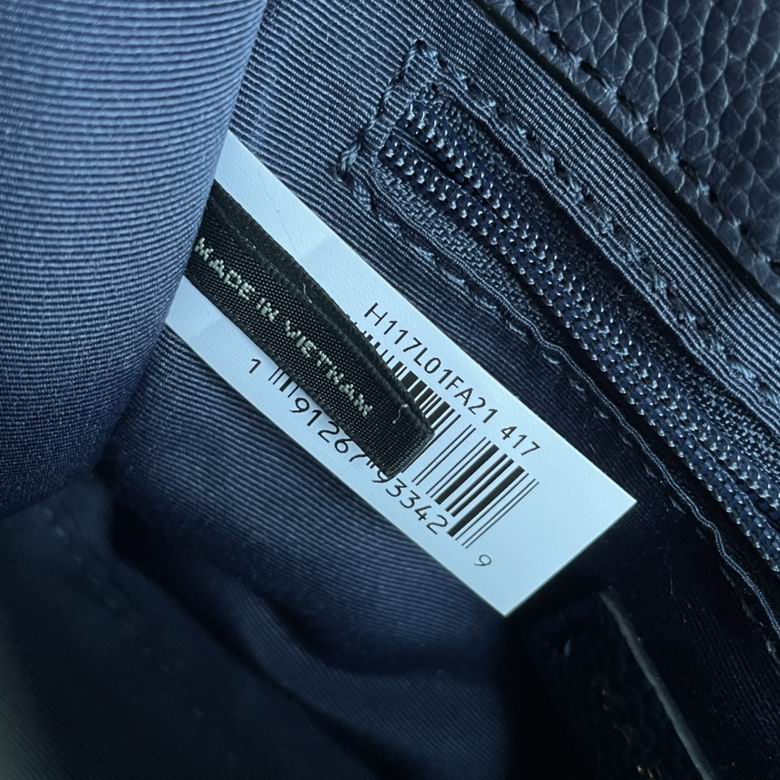 MADE IN VIETNAM
H117L01FA21 417
1 91267 93342 9